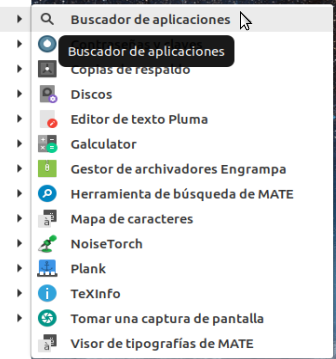 Buscador de aplicaciones
Buscador de aplicaciones
Copias de respaldo
Discos
Editor de texto Pluma
Galculator
Gestor de archivadores Engrampa
Herramienta de búsqueda de MATE
Mapa de caracteres
NoiseTorch
Plank
TeXInfo
Tomar una captura de pantalla
Visor de tipografías de MATE